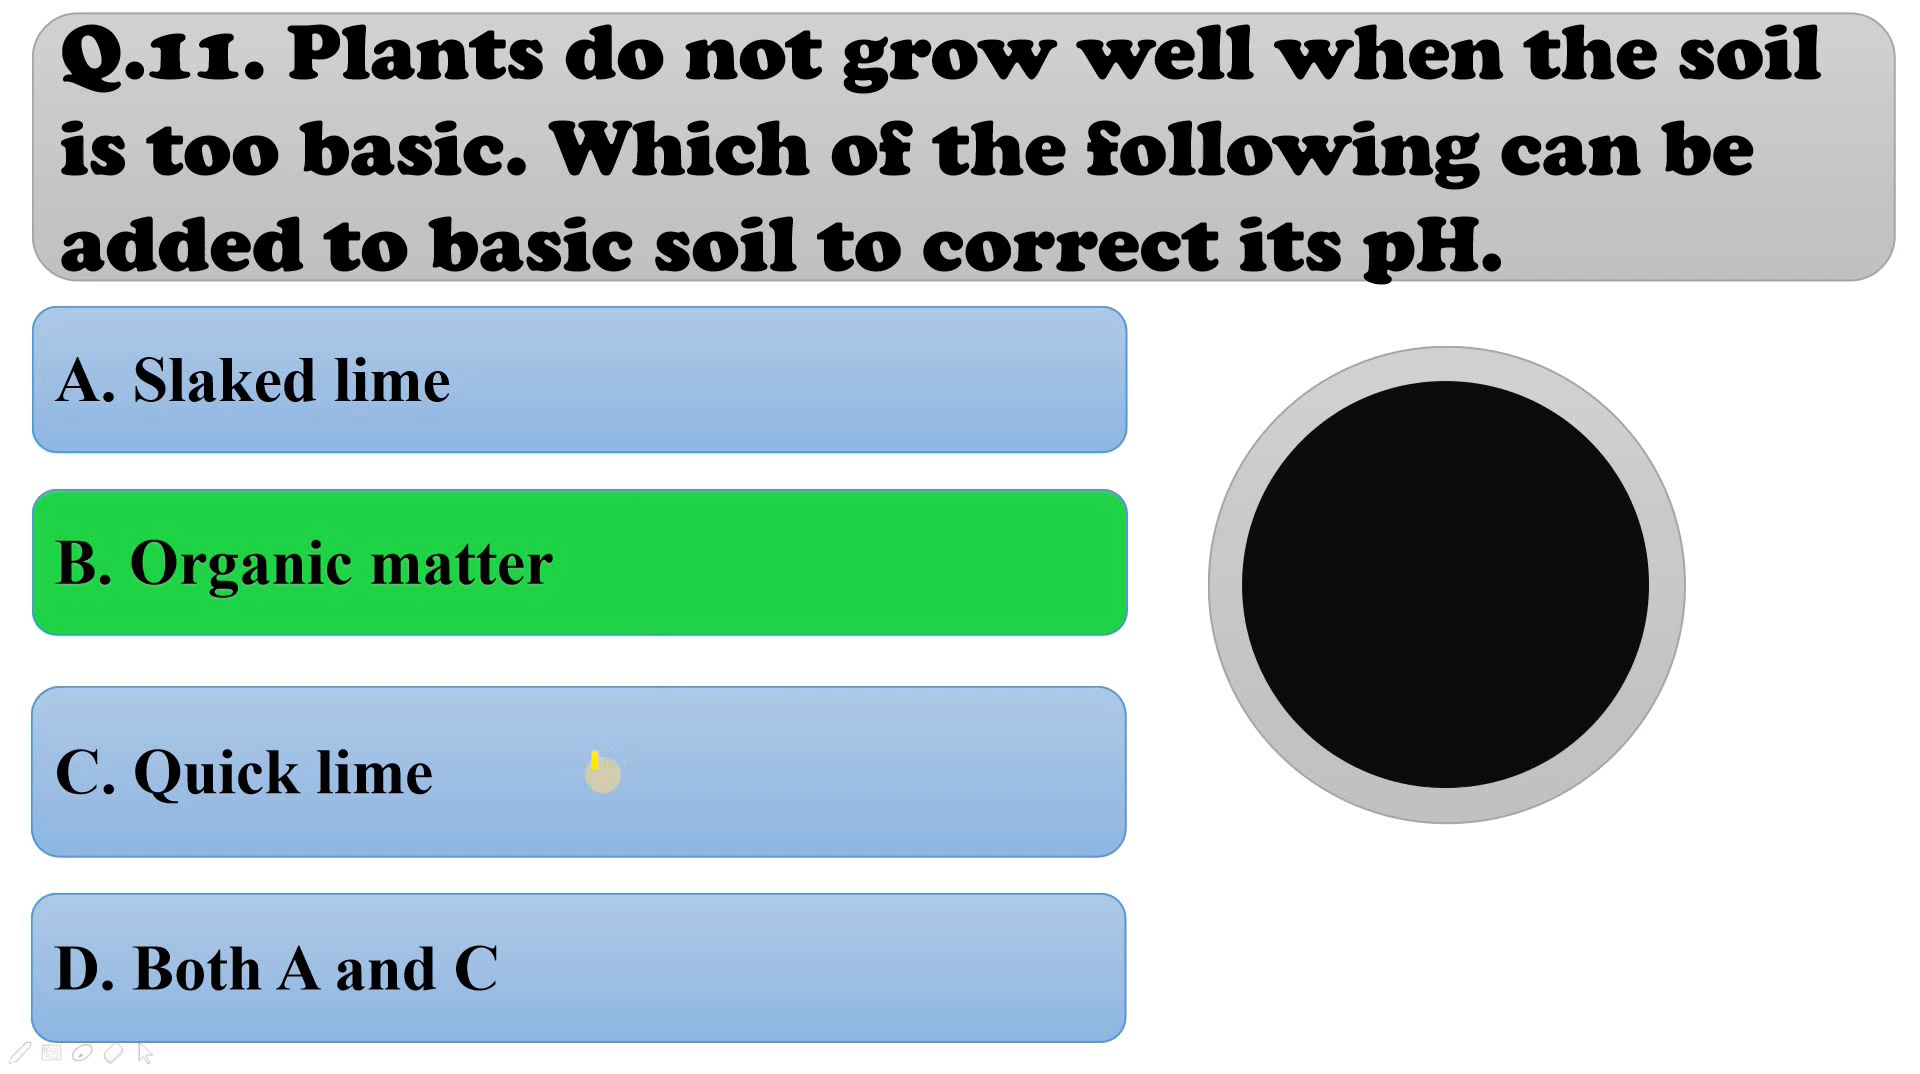 Q.11. Plants do not grow well when the soil
is too basic. Which of the following can be
added to basic soil to correct its pH.
A. Slaked lime
B. Organic matter
C. Quick lime
D. Both A and C